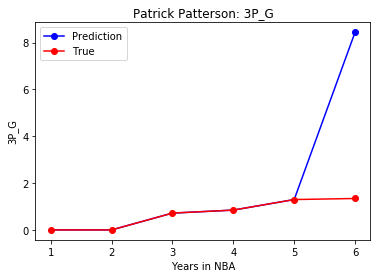 Patrick Patterson: 3P_G
Prediction
True
3P_G
8
6
4
2
0
1 2 3 4 5 6
Years in NBA